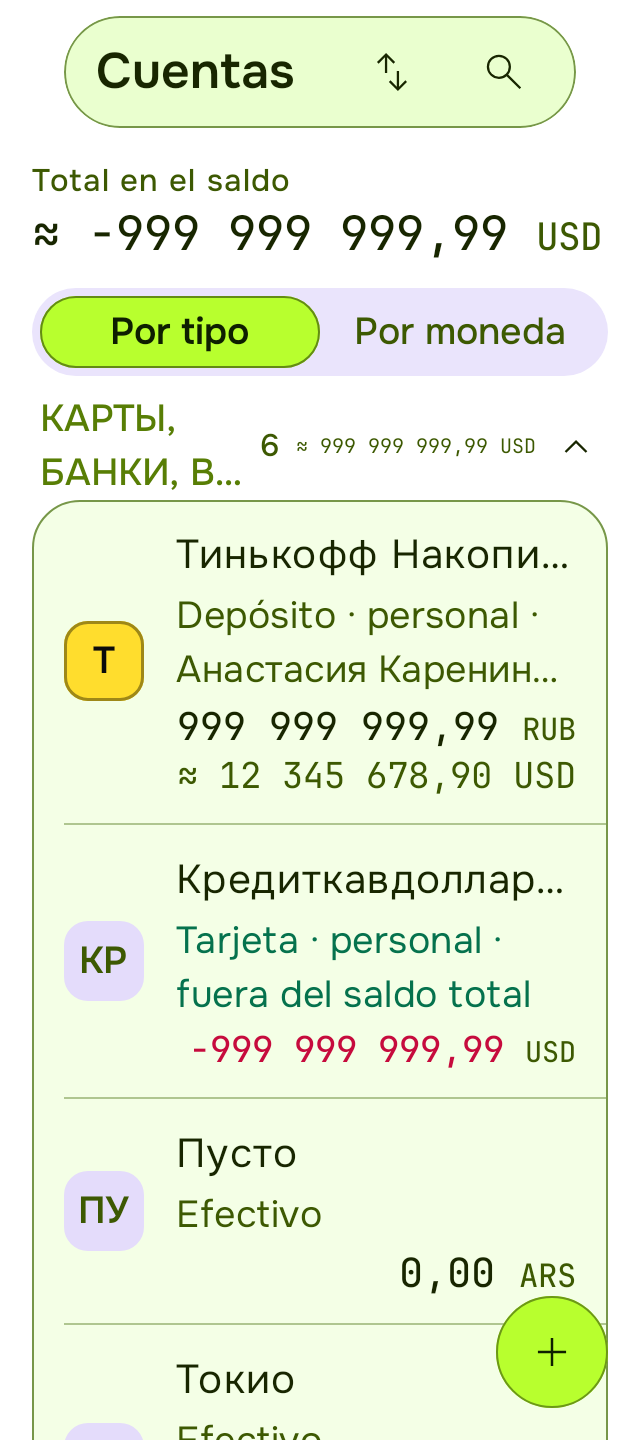 Cuentas
Total en el saldo
≈ -999 999 999,99 USD
Por tipo
Por moneda
КАРТЫ,
БАНКИ, В...
6 ≈ 999 999 999,99 USD
Т
Тинькофф Накопи...
Depósito · personal ·
Анастасия Каренин...
999 999 999,99 RUB
≈ 12 345 678,90 USD
КР
Кредиткавдоллар...
Tarjeta · personal ·
fuera del saldo total
-999 999 999,99 USD
ПУ
Пусто
Efectivo
0,00 ARS
Токио
Efectivo